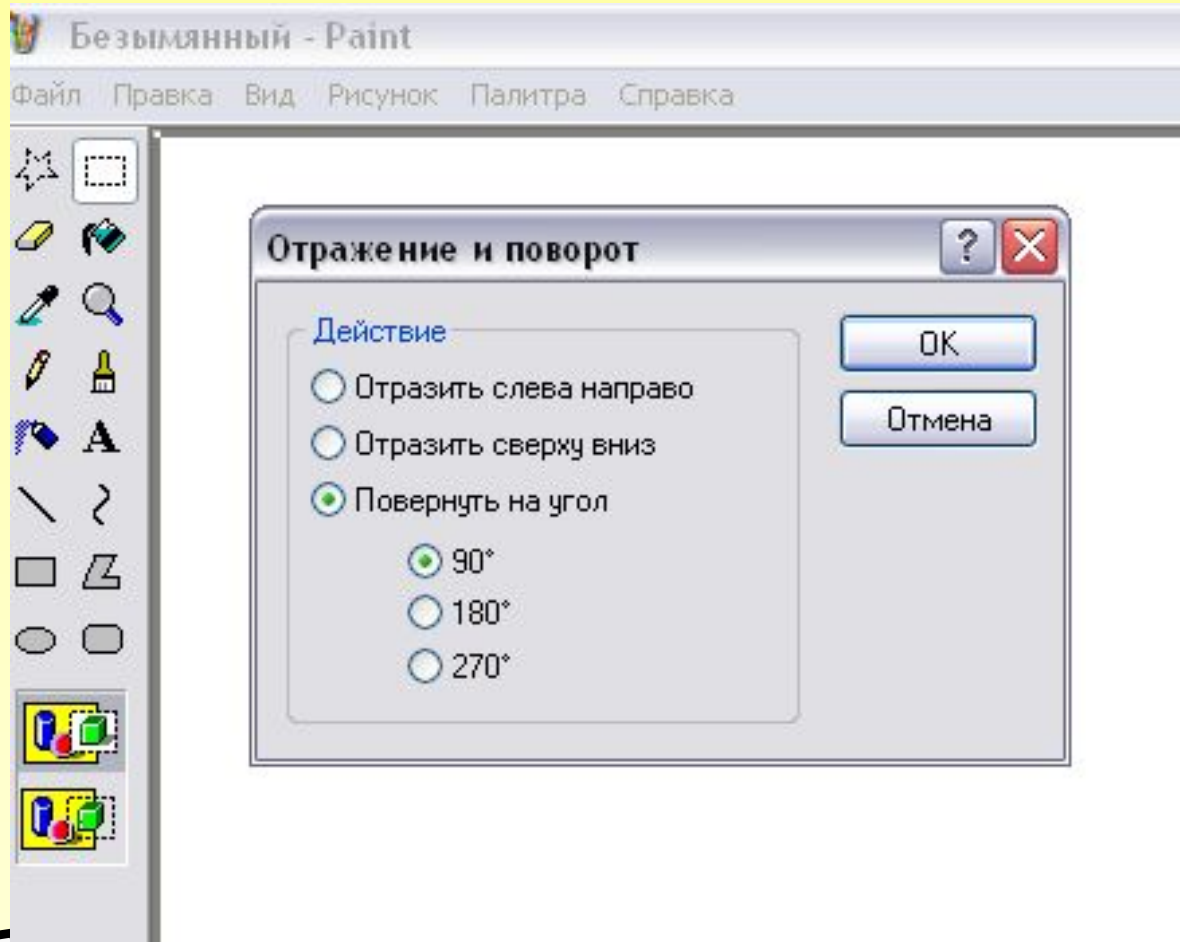 Безымянный - Paint
Файл Правка Вид Рисунок Палитра Справка
Отражение и поворот
?
Действие
OK
Отразить слева направо
Отмена
Отразить сверху вниз
A
Повернуть на угол
90°
180°
270°